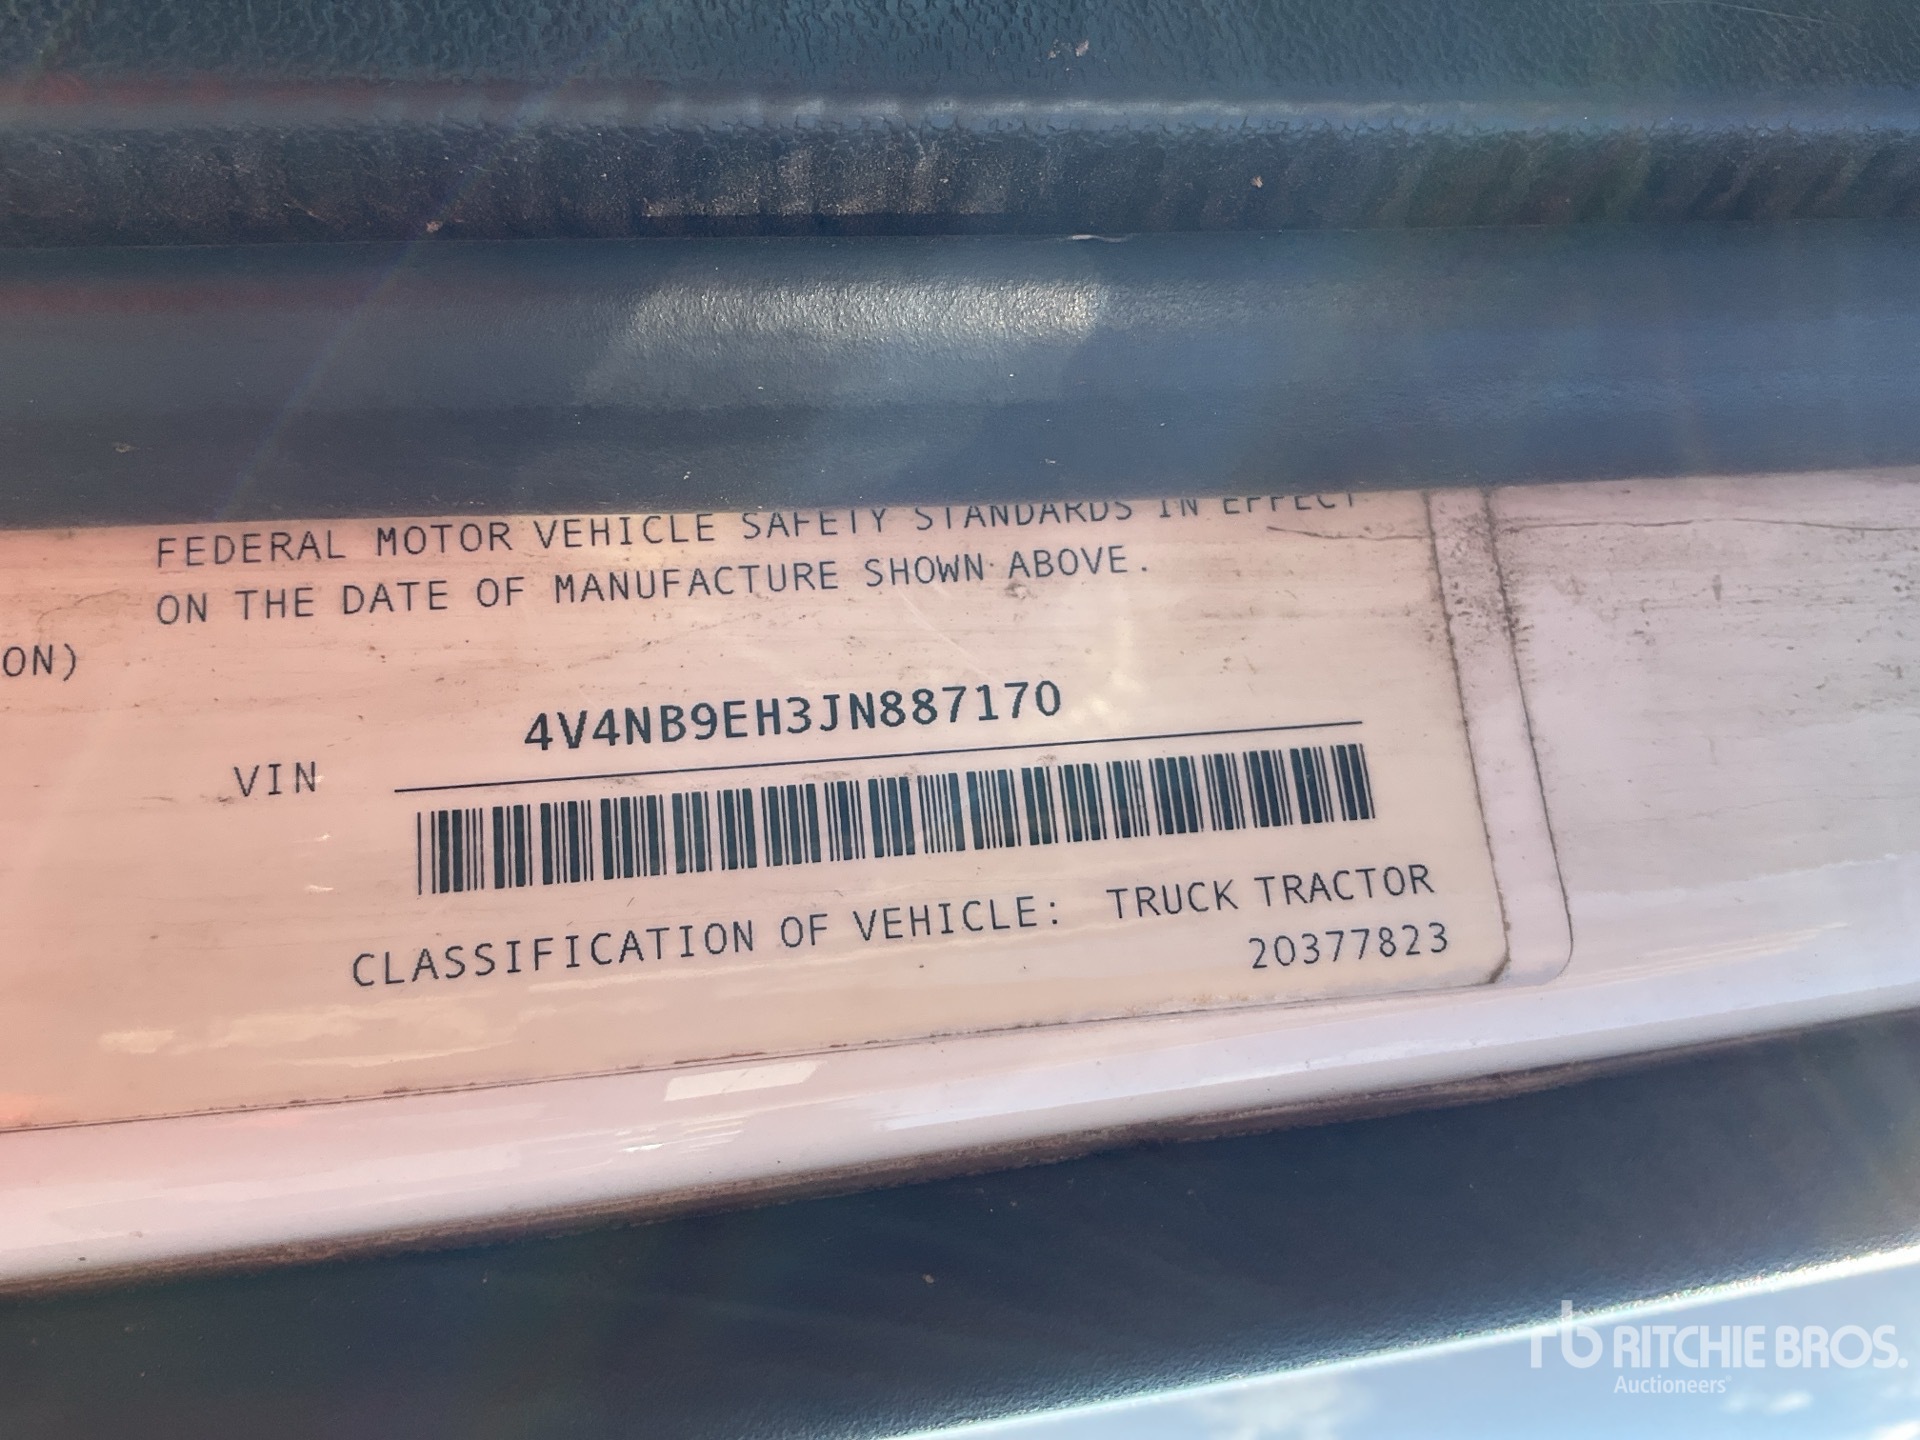 FEDERAL MOTOR VEHICLE SAFETY STANDARDS IN EFFECT
ON THE DATE OF MANUFACTURE SHOWN ABOVE.
ON)
4V4NB9EH3JN887170
VIN
CLASSIFICATION OF VEHICLE: TRUCK TRACTOR
20377823
rb RITCHIE BROS.
Auctioneers